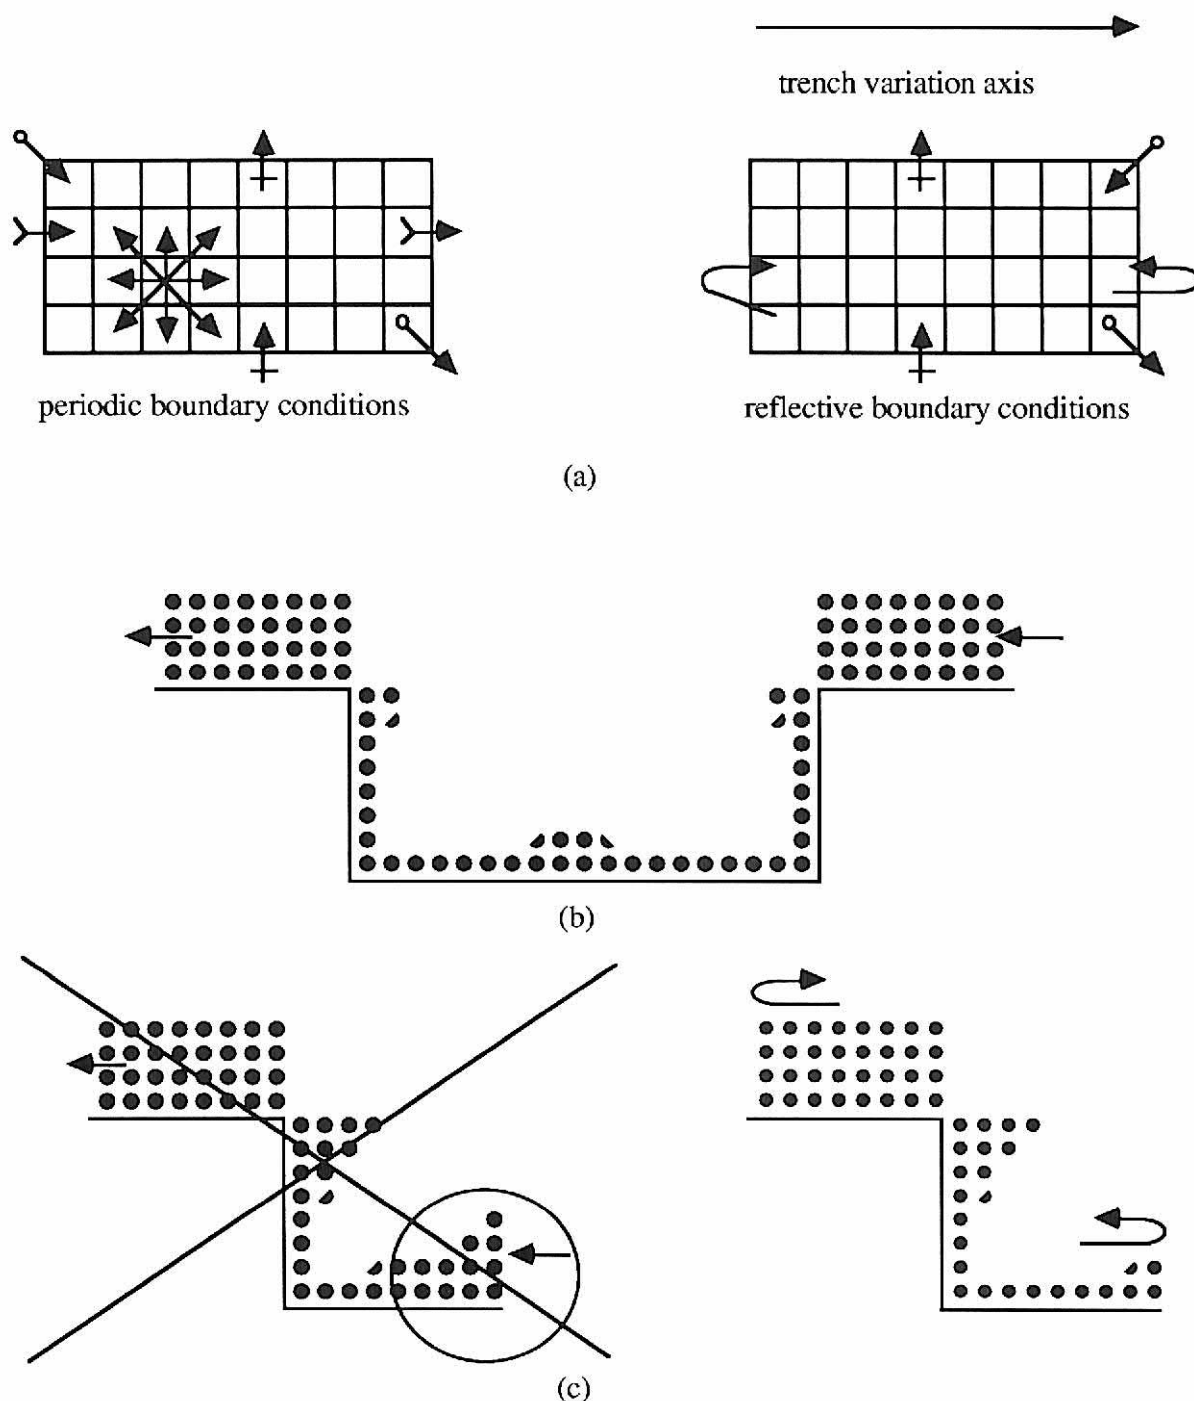 trench variation axis
periodic boundary conditions
reflective boundary conditions
(a)
(b)
(c)